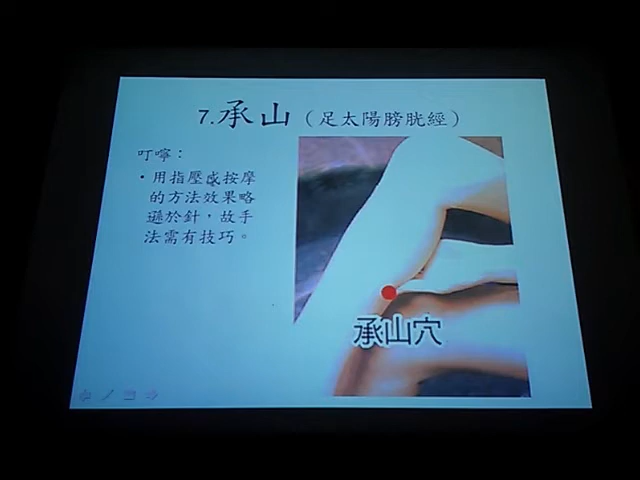 7.承山（足太陽膀胱經）
叮嚀：
・用指壓或按摩
的方法效果略
遜於針，故手
法需有技巧。
承山穴